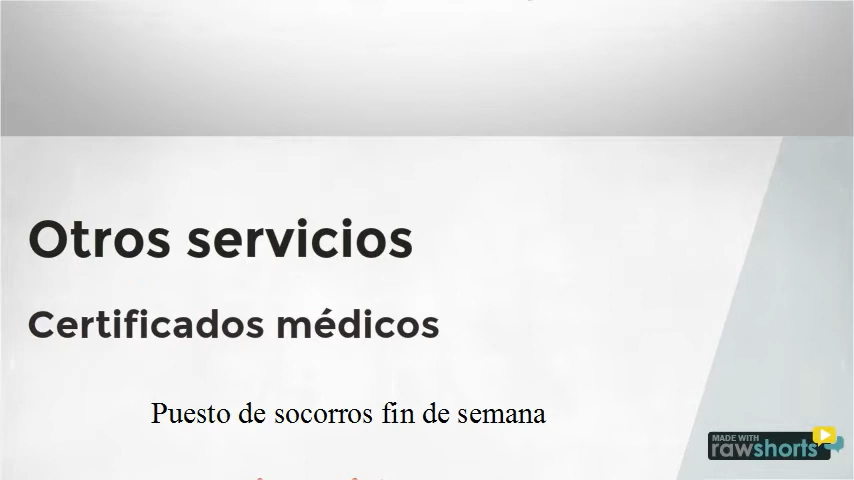 Otros servicios
Certificados médicos
Puesto de socorros fin de semana
MADE WITH
rawshorts